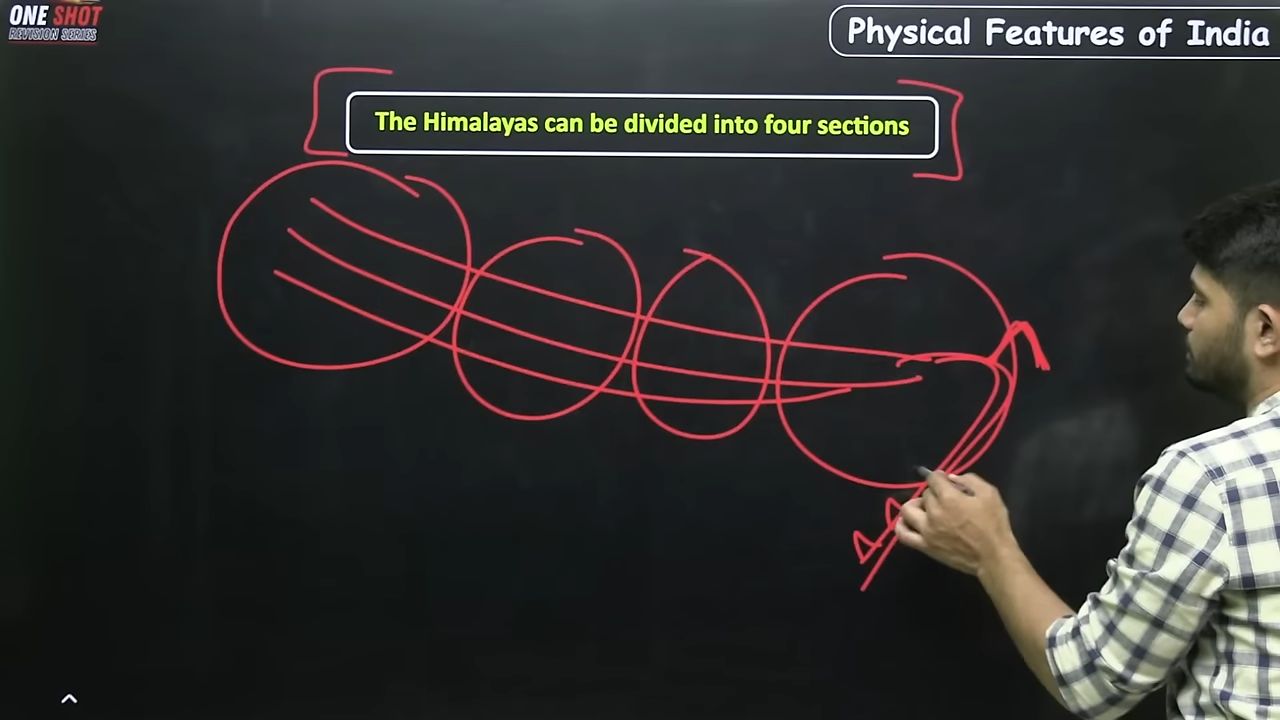 ONE SHOT
REVISION SERIES
Physical Features of India
The Himalayas can be divided into four sections